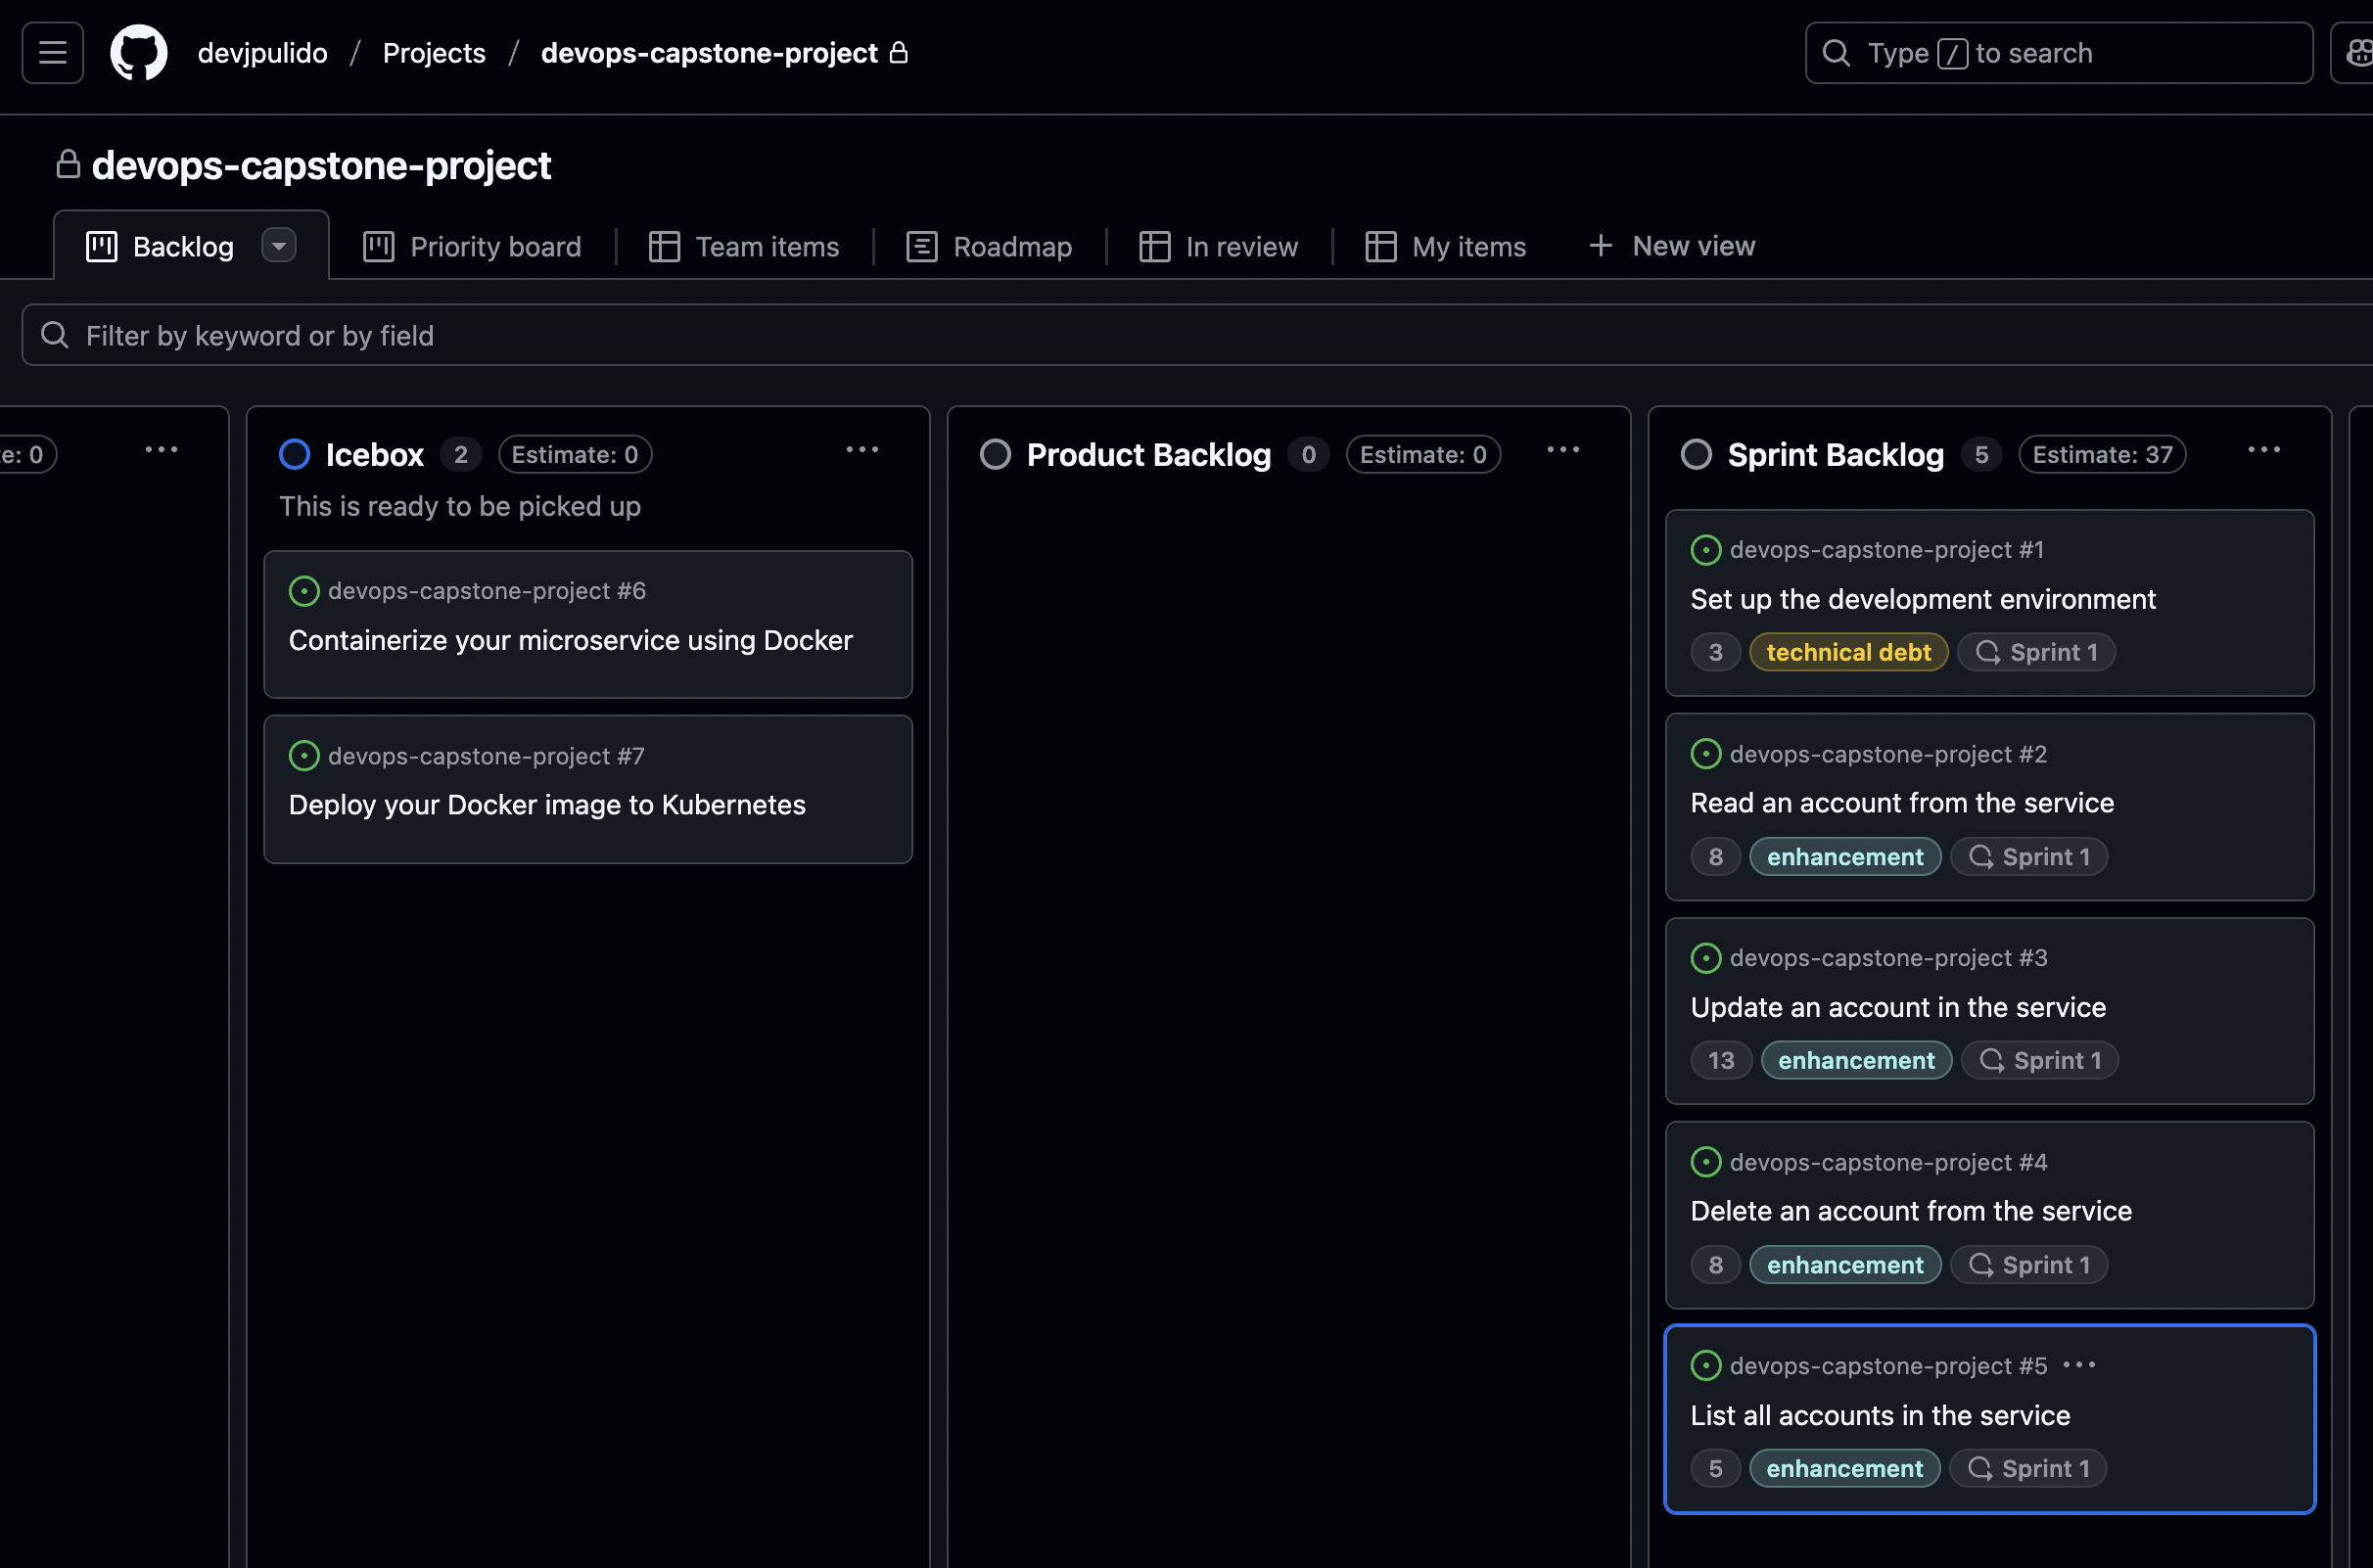 devjpulido / Projects / devops-capstone-project
Type / to search
devops-capstone-project
Backlog
Priority board
Team items
Roadmap
In review
My items
+ New view
Filter by keyword or by field
e: 0
Icebox 2 Estimate: 0
This is ready to be picked up
devops-capstone-project #6
Containerize your microservice using Docker
devops-capstone-project #7
Deploy your Docker image to Kubernetes
Product Backlog 0 Estimate: 0
Sprint Backlog 5 Estimate: 37
devops-capstone-project #1
Set up the development environment
3 technical debt Sprint 1
devops-capstone-project #2
Read an account from the service
8 enhancement Sprint 1
devops-capstone-project #3
Update an account in the service
13 enhancement Sprint 1
devops-capstone-project #4
Delete an account from the service
8 enhancement Sprint 1
devops-capstone-project #5
List all accounts in the service
5 enhancement Sprint 1